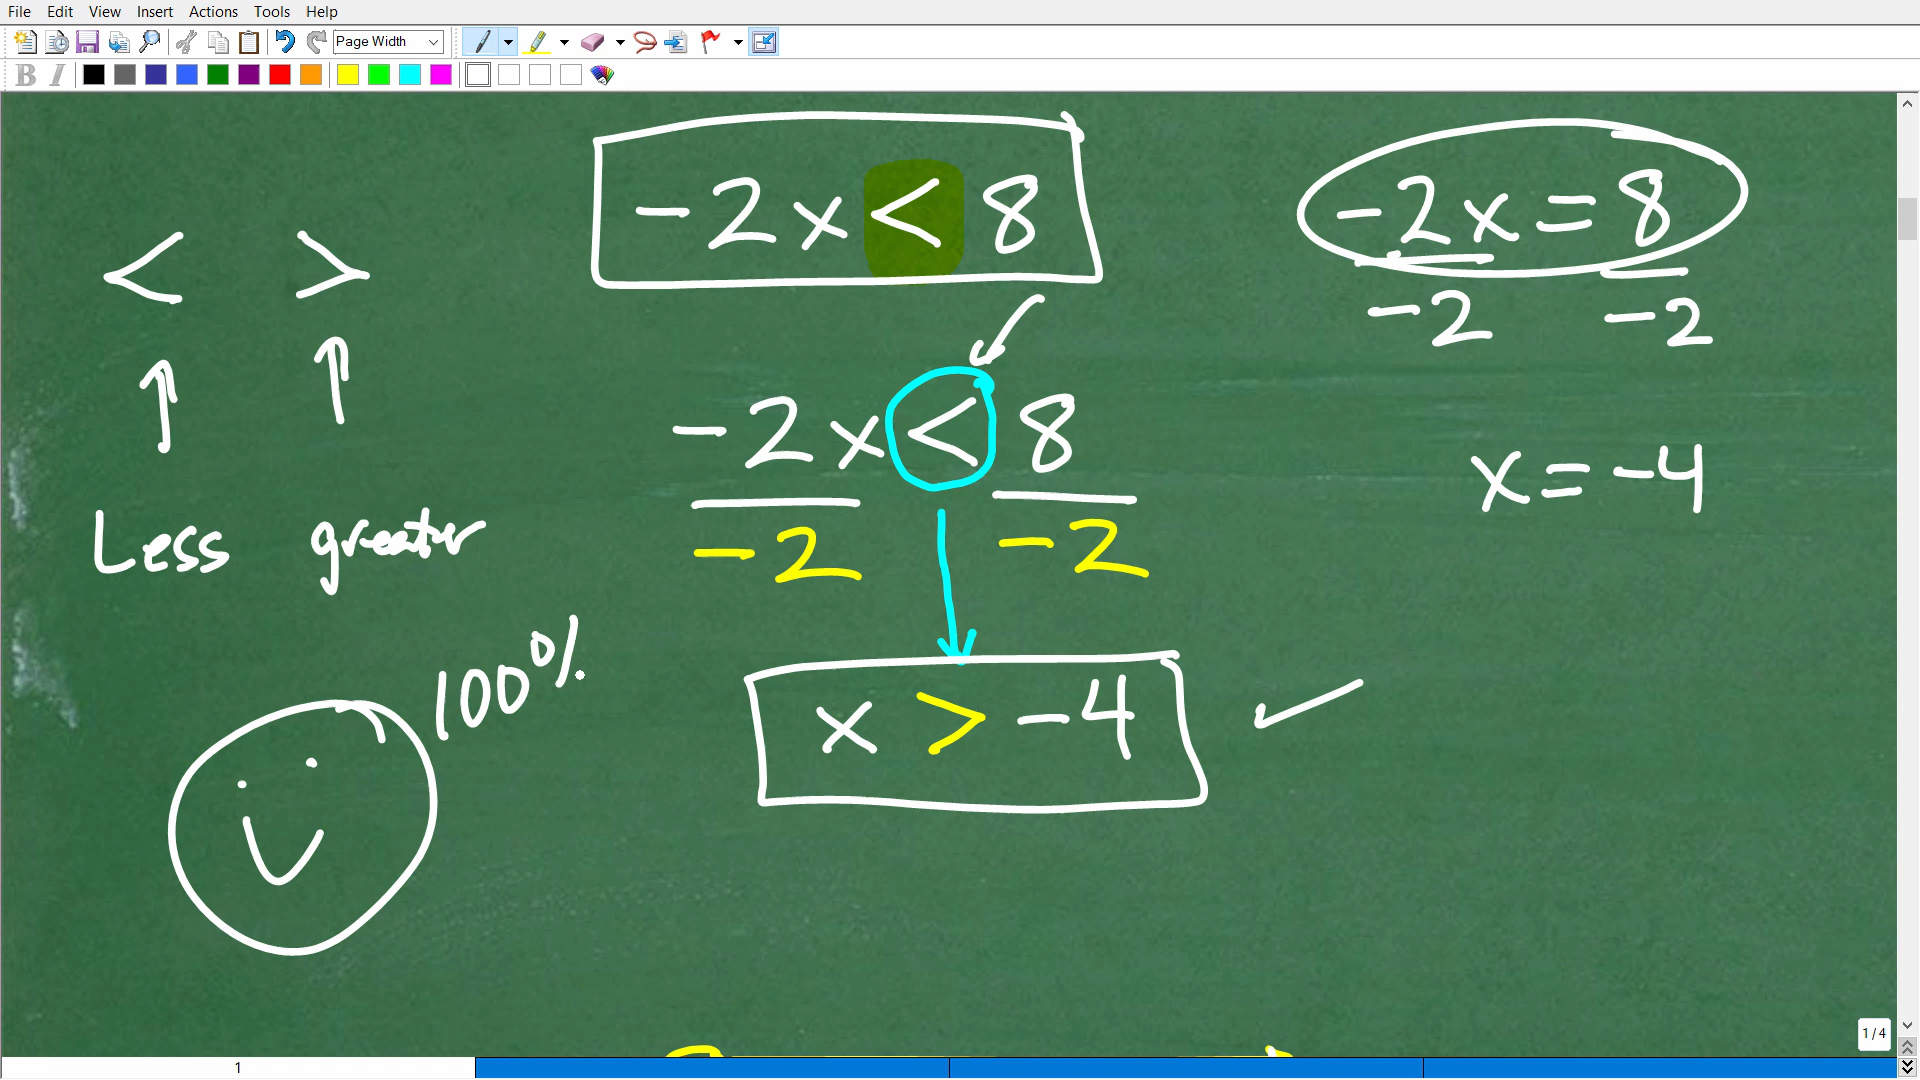 File Edit View Insert Actions Tools Help
Page Width
B I
-2x < 8
-2x = 8
-2 -2
x = -4
< >
Less greater
-2x < 8
-2 -2
x > -4
100%
1 / 4
1